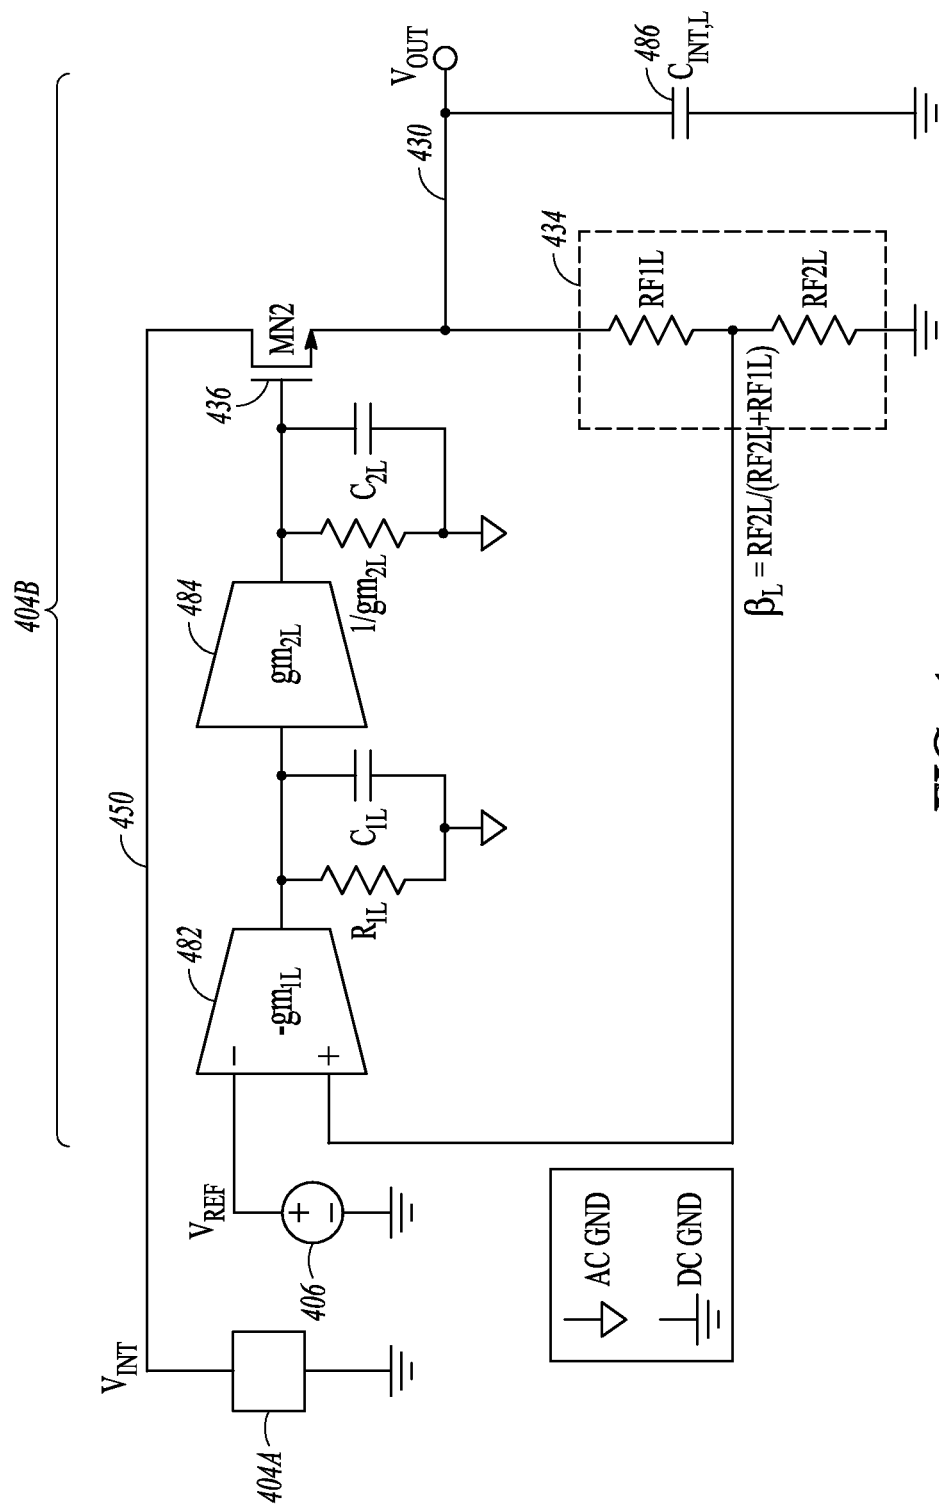 404B
450
V_INT
404A
V_REF
+
−
406
−
+
-gm_1L
482
R_1L
C_1L
gm_2L
484
1/gm_2L
C_2L
436
MN2
430
V_OUT
434
RF1L
RF2L
β_L = RF2L/(RF2L+RF1L)
486
C_INT,L
AC GND
DC GND